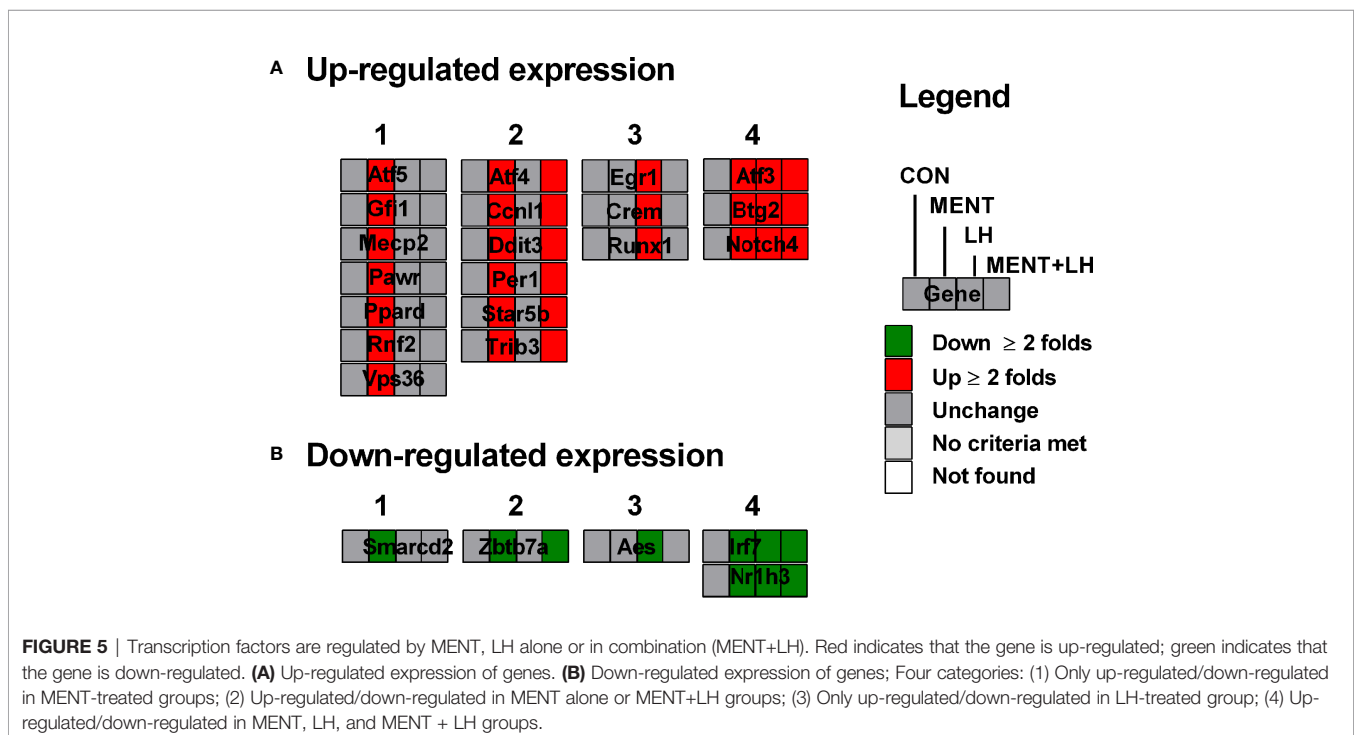 A Up-regulated expression
1 2 3 4
Atf5 Atf4 Egr1 Atf3
Gfi1 Ccnl1 Crem Btg2
Mecp2 Ddit3 Runx1 Notch4
Pawr Per1
Ppard Star5b
Rnf2 Trib3
Vps36
Legend
CON
MENT
LH
MENT+LH
Gene
Down ≥ 2 folds
Up ≥ 2 folds
Unchange
No criteria met
Not found
B Down-regulated expression
1 2 3 4
Smarcd2 Zbtb7a Aes Irf7
Nr1h3
FIGURE 5 | Transcription factors are regulated by MENT, LH alone or in combination (MENT+LH). Red indicates that the gene is up-regulated; green indicates that
the gene is down-regulated. (A) Up-regulated expression of genes. (B) Down-regulated expression of genes; Four categories: (1) Only up-regulated/down-regulated
in MENT-treated groups; (2) Up-regulated/down-regulated in MENT alone or MENT+LH groups; (3) Only up-regulated/down-regulated in LH-treated group; (4) Up-
regulated/down-regulated in MENT, LH, and MENT + LH groups.